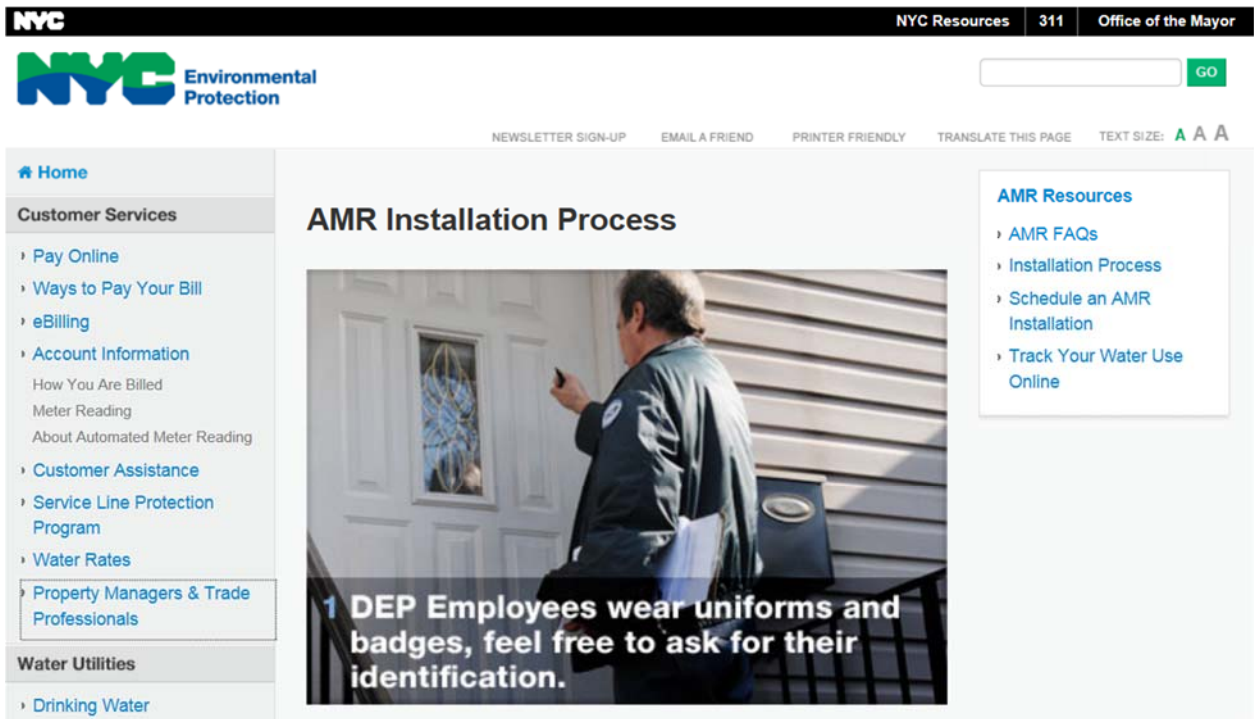 NYC
NYC Resources
311
Office of the Mayor
NYC Environmental
Protection
GO
NEWSLETTER SIGN-UP
EMAIL A FRIEND
PRINTER FRIENDLY
TRANSLATE THIS PAGE
TEXT SIZE: A A A
Home
Customer Services
Pay Online
Ways to Pay Your Bill
eBilling
Account Information
How You Are Billed
Meter Reading
About Automated Meter Reading
Customer Assistance
Service Line Protection
Program
Water Rates
Property Managers & Trade
Professionals
Water Utilities
Drinking Water
AMR Installation Process
1 DEP Employees wear uniforms and
badges, feel free to ask for their
identification.
AMR Resources
AMR FAQs
Installation Process
Schedule an AMR
Installation
Track Your Water Use
Online